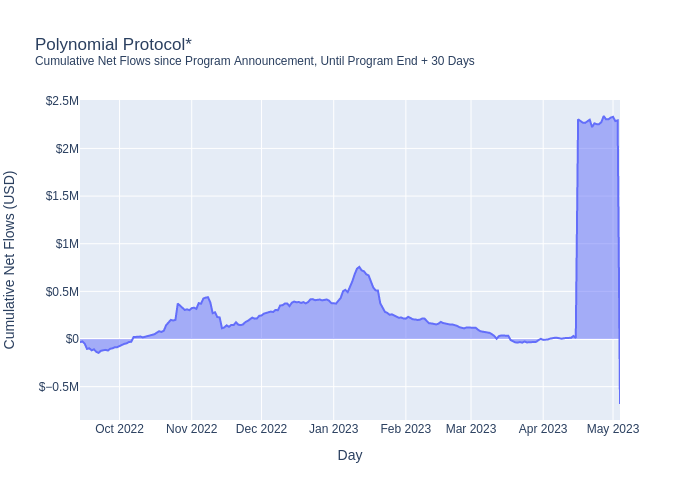 Polynomial Protocol*
Cumulative Net Flows since Program Announcement, Until Program End + 30 Days
Cumulative Net Flows (USD)
$2.5M
$2M
$1.5M
$1M
$0.5M
$0
$−0.5M
Oct 2022
Nov 2022
Dec 2022
Jan 2023
Feb 2023
Mar 2023
Apr 2023
May 2023
Day